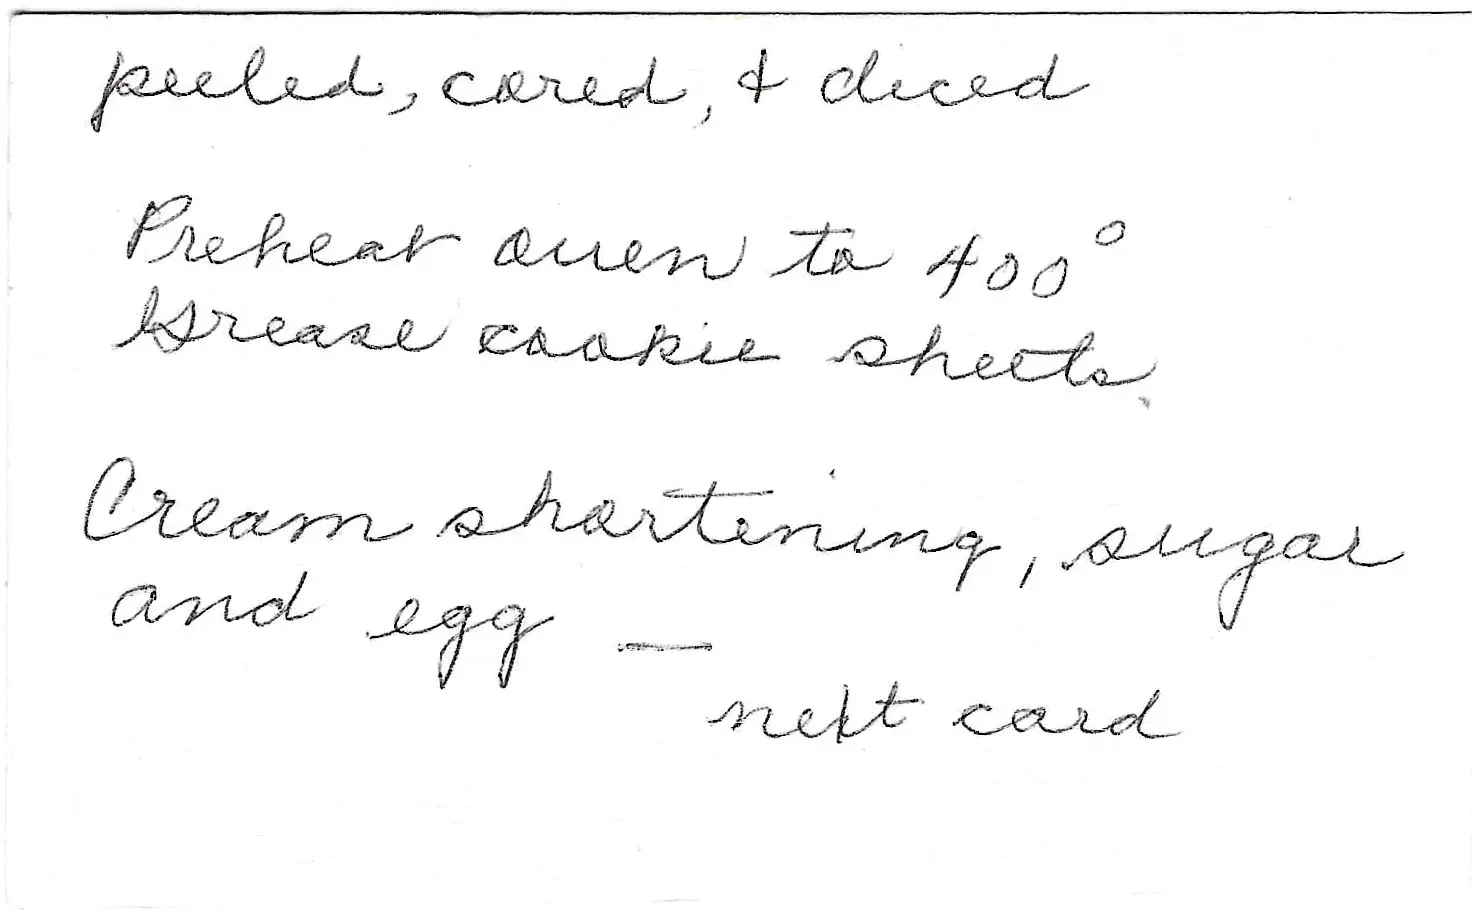 peeled, cored, & diced
Preheat oven to 400°
Grease cookie sheets.
Cream shortening, sugar
and egg —
next card